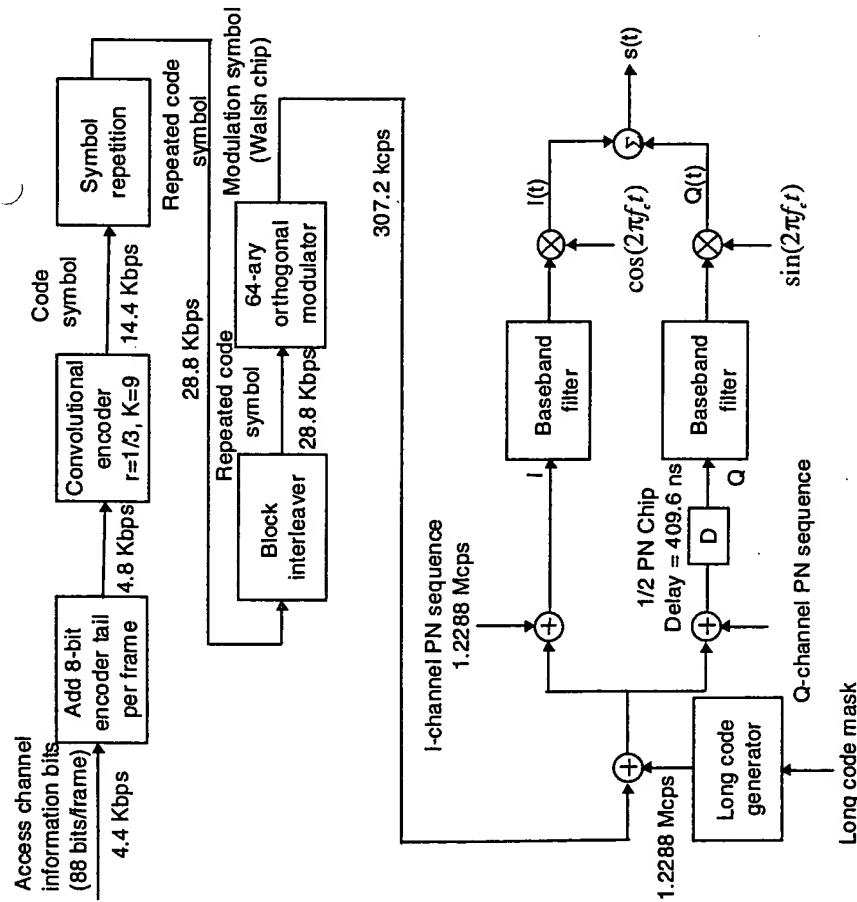 Access channel
information bits
(88 bits/frame)
4.4 Kbps
Add 8-bit
encoder tail
per frame
4.8 Kbps
Convolutional
encoder
r=1/3, K=9
Code
symbol
14.4 Kbps
Symbol
repetition
Repeated code
symbol
28.8 Kbps
Block
interleaver
Repeated code
symbol
28.8 Kbps
64-ary
orthogonal
modulator
Modulation symbol
(Walsh chip)
307.2 kcps
Long code mask
Long code
generator
1.2288 Mcps
I-channel PN sequence
1.2288 Mcps
I
Baseband
filter
I(t)
cos(2πf_c t)
Q-channel PN sequence
1/2 PN Chip
Delay = 409.6 ns
D
Q
Baseband
filter
Q(t)
sin(2πf_c t)
Σ
s(t)